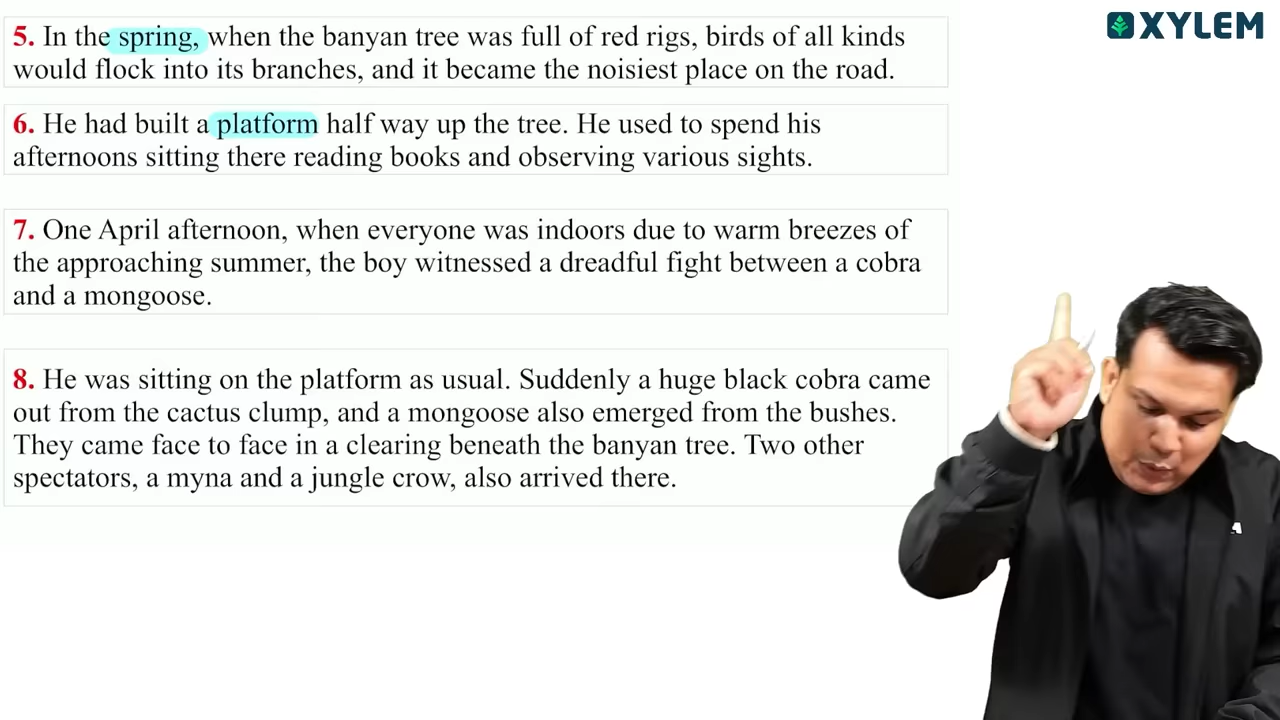 XYLEM
5. In the spring, when the banyan tree was full of red rigs, birds of all kinds
would flock into its branches, and it became the noisiest place on the road.
6. He had built a platform half way up the tree. He used to spend his
afternoons sitting there reading books and observing various sights.
7. One April afternoon, when everyone was indoors due to warm breezes of
the approaching summer, the boy witnessed a dreadful fight between a cobra
and a mongoose.
8. He was sitting on the platform as usual. Suddenly a huge black cobra came
out from the cactus clump, and a mongoose also emerged from the bushes.
They came face to face in a clearing beneath the banyan tree. Two other
spectators, a myna and a jungle crow, also arrived there.